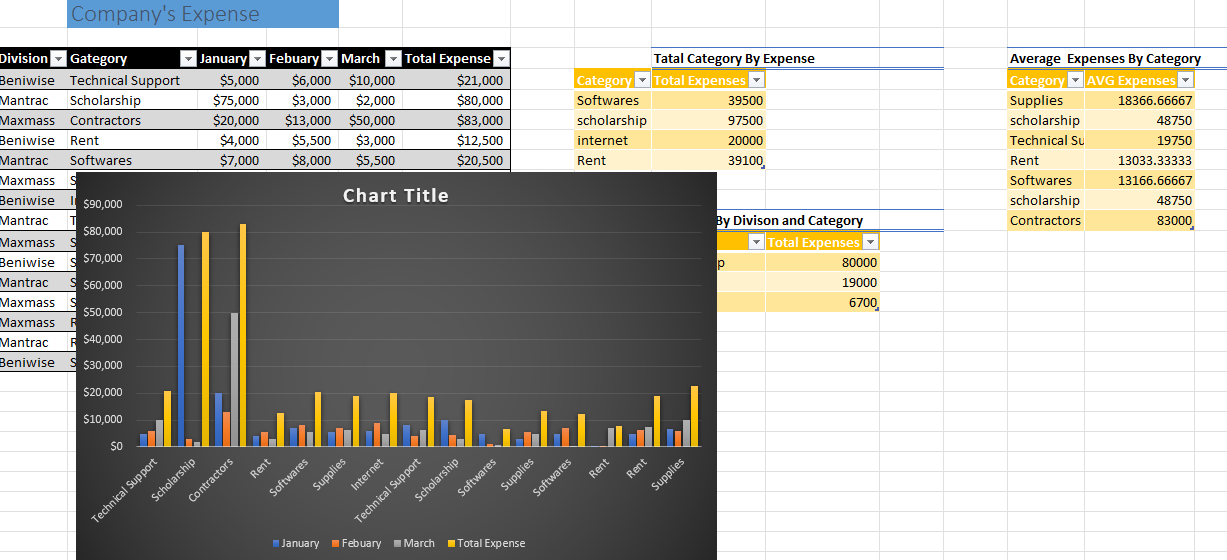 Company's Expense
Division Gategory January Febuary March Total Expense
Beniwise Technical Support $5,000 $6,000 $10,000 $21,000
Mantrac Scholarship $75,000 $3,000 $2,000 $80,000
Maxmass Contractors $20,000 $13,000 $50,000 $83,000
Beniwise Rent $4,000 $5,500 $3,000 $12,500
Mantrac Softwares $7,000 $8,000 $5,500 $20,500
Maxmass S
Beniwise I
Mantrac T
Maxmass S
Beniwise S
Mantrac S
Maxmass S
Maxmass R
Mantrac R
Beniwise S
Tatal Category By Expense
Category Total Expenses
Softwares 39500
scholarship 97500
internet 20000
Rent 39100
By Divison and Category
Total Expenses
p 80000
19000
6700
Average Expenses By Category
Category AVG Expenses
Supplies 18366.66667
scholarship 48750
Technical Su 19750
Rent 13033.33333
Softwares 13166.66667
scholarship 48750
Contractors 83000
Chart Title
$90,000
$80,000
$70,000
$60,000
$50,000
$40,000
$30,000
$20,000
$10,000
$0
Technical Support
Scholarship
Contractors
Rent
Softwares
Supplies
Internet
Technical Support
Scholarship
Softwares
Supplies
Softwares
Rent
Rent
Supplies
January Febuary March Total Expense